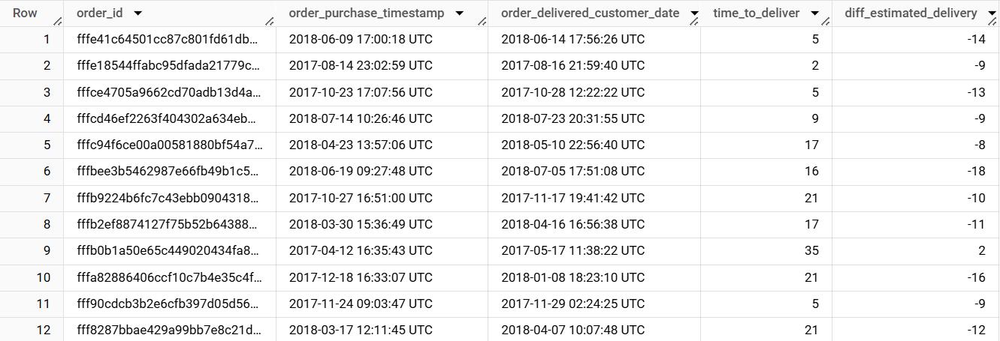 Row order_id order_purchase_timestamp order_delivered_customer_date time_to_deliver diff_estimated_delivery
1 fffe41c64501cc87c801fd61db… 2018-06-09 17:00:18 UTC 2018-06-14 17:56:26 UTC 5 -14
2 fffe18544ffabc95dfada21779c… 2017-08-14 23:02:59 UTC 2017-08-16 21:59:40 UTC 2 -9
3 fffce4705a9662cd70adb13d4a… 2017-10-23 17:07:56 UTC 2017-10-28 12:22:22 UTC 5 -13
4 fffcd46ef2263f404302a634eb… 2018-07-14 10:26:46 UTC 2018-07-23 20:31:55 UTC 9 -9
5 fffc94f6ce00a00581880bf54a7… 2018-04-23 13:57:06 UTC 2018-05-10 22:56:40 UTC 17 -8
6 fffbee3b5462987e66fb49b1c5… 2018-06-19 09:27:48 UTC 2018-07-05 17:51:08 UTC 16 -18
7 fffb9224b6fc7c43ebb0904318… 2017-10-27 16:51:00 UTC 2017-11-17 19:41:42 UTC 21 -10
8 fffb2ef8874127f75b52b64388… 2018-03-30 15:36:49 UTC 2018-04-16 16:56:38 UTC 17 -11
9 fffb0b1a50e65c449020434fa8… 2017-04-12 16:35:43 UTC 2017-05-17 11:38:22 UTC 35 2
10 fffa82886406ccf10c7b4e35c4f… 2017-12-18 16:33:07 UTC 2018-01-08 18:23:10 UTC 21 -16
11 fff90cdcb3b2e6cfb397d05d56… 2017-11-24 09:03:47 UTC 2017-11-29 02:24:25 UTC 5 -9
12 fff8287bbae429a99bb7e8c21d… 2018-03-17 12:11:45 UTC 2018-04-07 10:07:48 UTC 21 -12